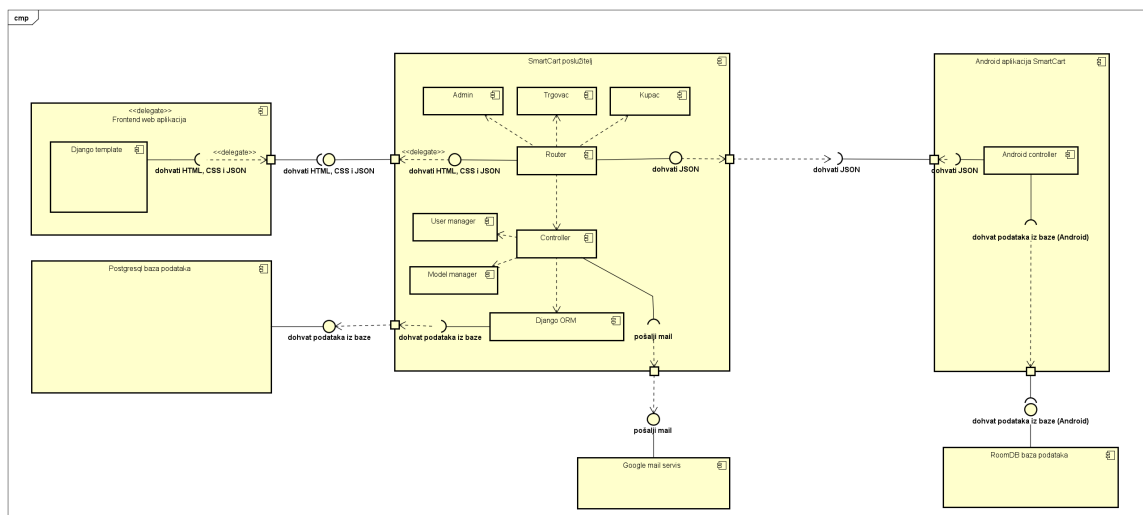 cmp
<<delegate>>
Frontend web aplikacija
Django template
<<delegate>>
dohvati HTML, CSS i JSON
dohvati HTML, CSS i JSON
SmartCart poslužitelj
Admin
Trgovac
Kupac
<<delegate>>
Router
dohvati HTML, CSS i JSON
dohvati JSON
dohvati JSON
User manager
Controller
Model manager
Django ORM
dohvat podataka iz baze
pošalji mail
Android aplikacija SmartCart
Android controller
dohvati JSON
dohvat podataka iz baze (Android)
Postgresql baza podataka
dohvat podataka iz baze
pošalji mail
Google mail servis
dohvat podataka iz baze (Android)
RoomDB baza podataka